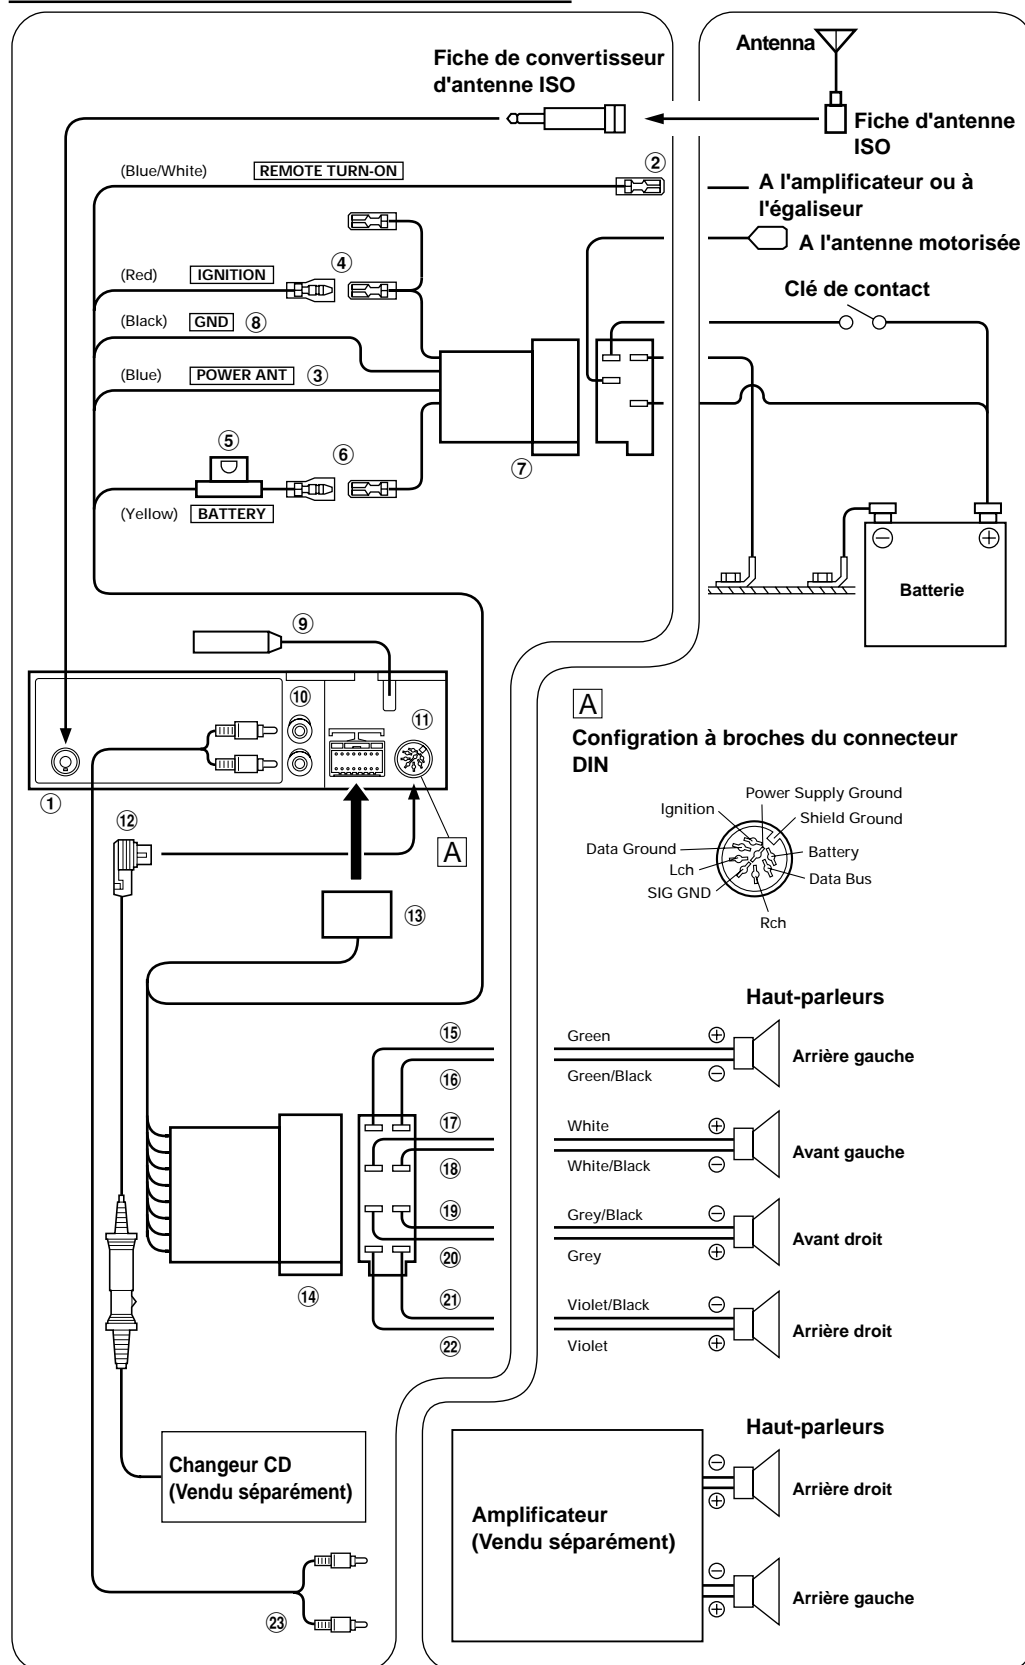 Fiche de convertisseur
d'antenne ISO
Antenna
Fiche d'antenne
ISO
(Blue/White) REMOTE TURN-ON ②
A l'amplificateur ou à
l'égaliseur
A l'antenne motorisée
④
(Red) IGNITION
Clé de contact
(Black) GND ⑧
(Blue) POWER ANT ③
⑤
⑥
⑦
(Yellow) BATTERY
⊖ ⊕
Batterie
⑨
⑩
⑪
①
⑫
A
⑬
A
Configration à broches du connecteur
DIN
Power Supply Ground
Ignition
Shield Ground
Data Ground
Battery
Lch
Data Bus
SIG GND
Rch
Haut-parleurs
⑮ Green ⊕
Arrière gauche
⑯ Green/Black ⊖
⑰ White ⊕
Avant gauche
⑱ White/Black ⊖
⑲ Grey/Black ⊖
Avant droit
⑳ Grey ⊕
⑭
㉑ Violet/Black ⊖
Arrière droit
㉒ Violet ⊕
Changeur CD
(Vendu séparément)
㉓
Haut-parleurs
Amplificateur
(Vendu séparément)
⊖
Arrière droit
⊕
⊖
Arrière gauche
⊕